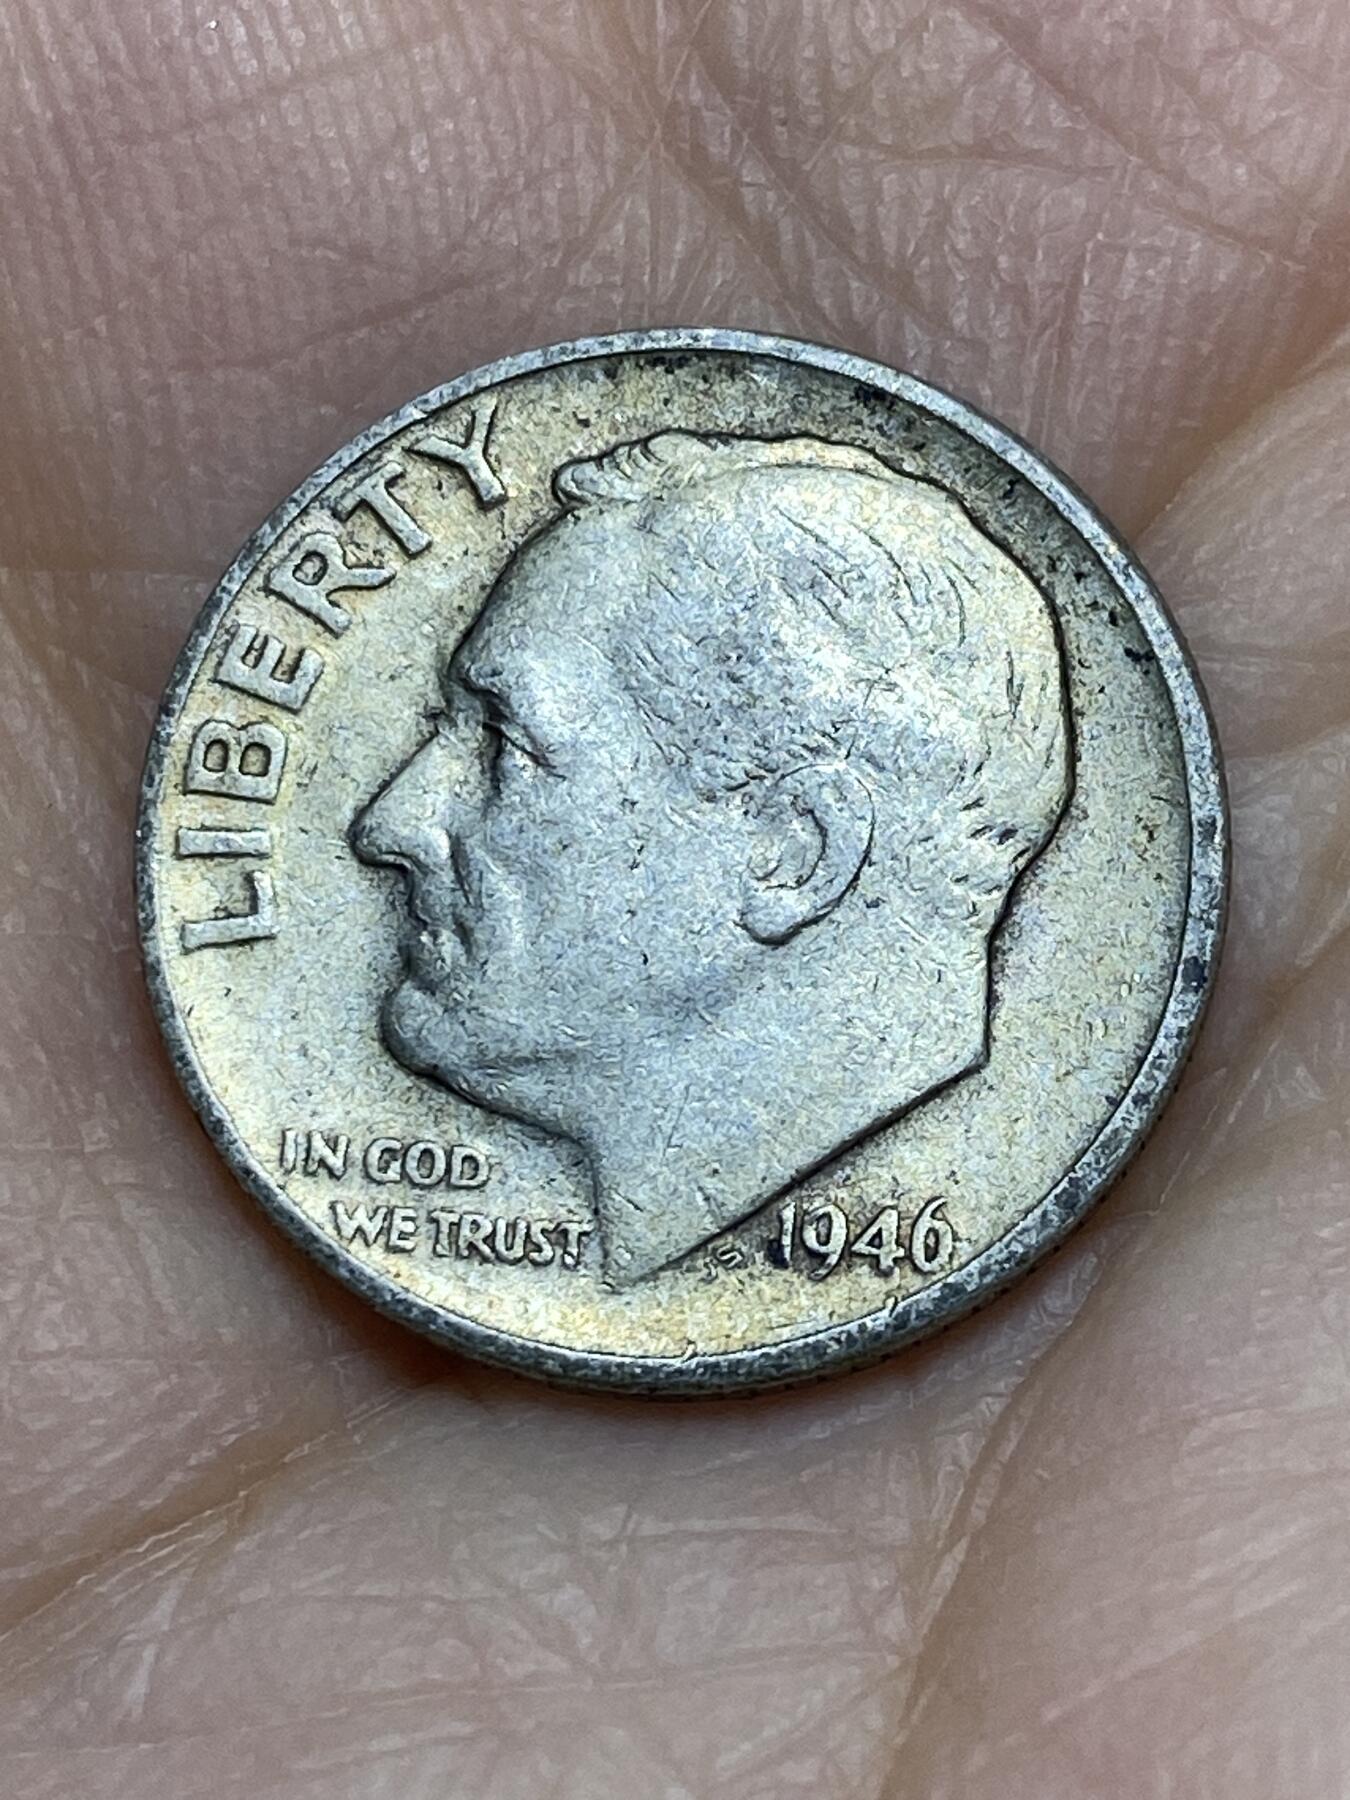 LIBERTY
IN GOD
WE TRUST
JS
1946